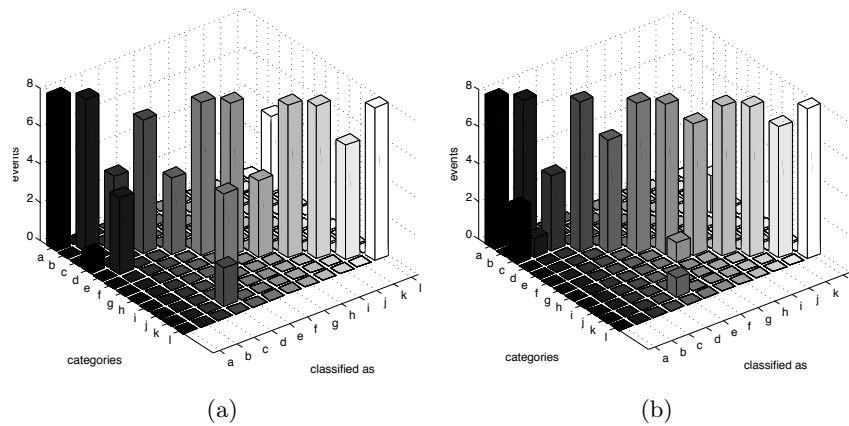 8
6
4
2
0
events
a
b
c
d
e
f
g
h
i
j
k
l
categories
a
b
c
d
e
f
g
h
i
j
k
l
classified as
(a)
8
6
4
2
0
events
a
b
c
d
e
f
g
h
i
j
k
l
categories
a
b
c
d
e
f
g
h
i
j
k
l
classified as
(b)